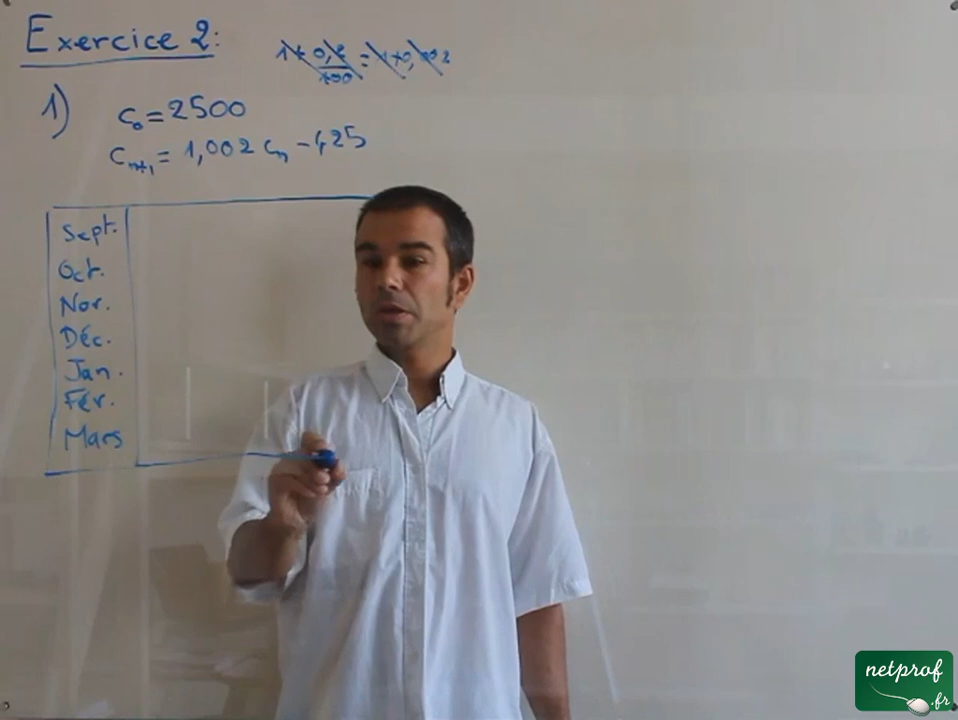 Exercice 2:
1)
c₀ = 2500
cₙ₊₁ = 1,002 cₙ - 425
Sept.
Oct.
Nov.
Déc.
Jan.
Fév.
Mars
netprof
.fr